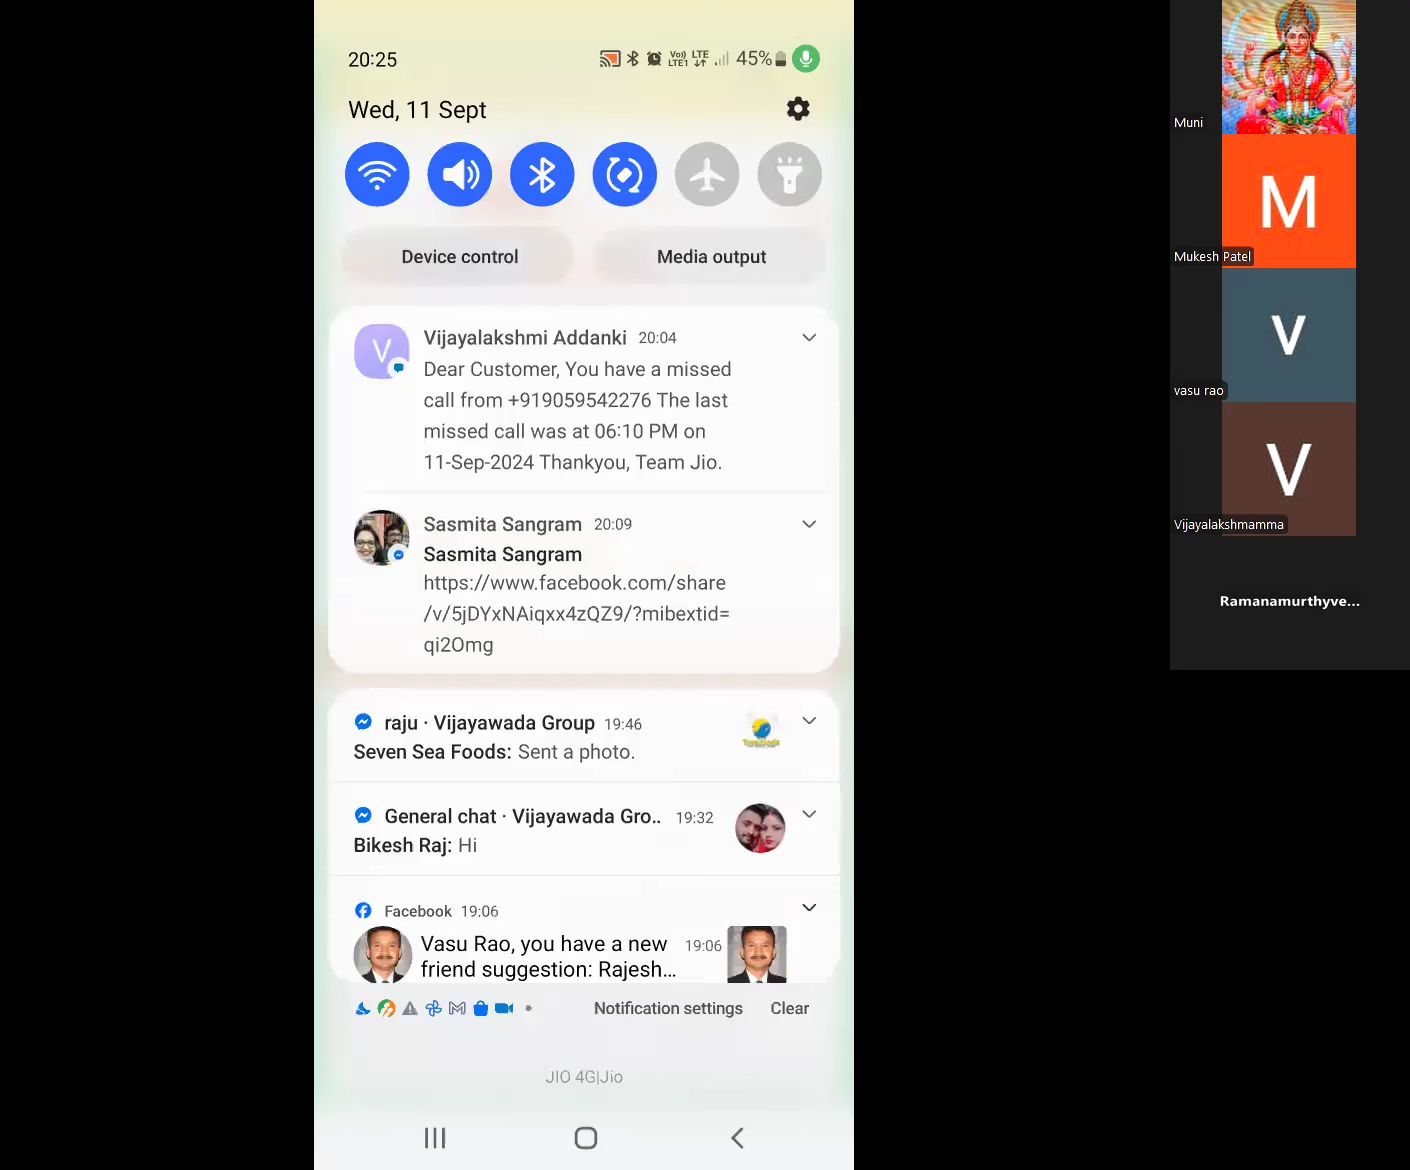 20:25
Vo)) LTE1 LTE 45%
Wed, 11 Sept
Device control
Media output
V
Vijayalakshmi Addanki 20:04
Dear Customer, You have a missed
call from +919059542276 The last
missed call was at 06:10 PM on
11-Sep-2024 Thankyou, Team Jio.
Sasmita Sangram 20:09
Sasmita Sangram
https://www.facebook.com/share
/v/5jDYxNAiqxx4zQZ9/?mibextid=
qi2Omg
raju · Vijayawada Group 19:46
Seven Sea Foods: Sent a photo.
General chat · Vijayawada Gro.. 19:32
Bikesh Raj: Hi
Facebook 19:06
Vasu Rao, you have a new 19:06
friend suggestion: Rajesh...
Notification settings
Clear
JIO 4G|Jio
Muni
M
Mukesh Patel
V
vasu rao
V
Vijayalakshmamma
Ramanamurthyve...